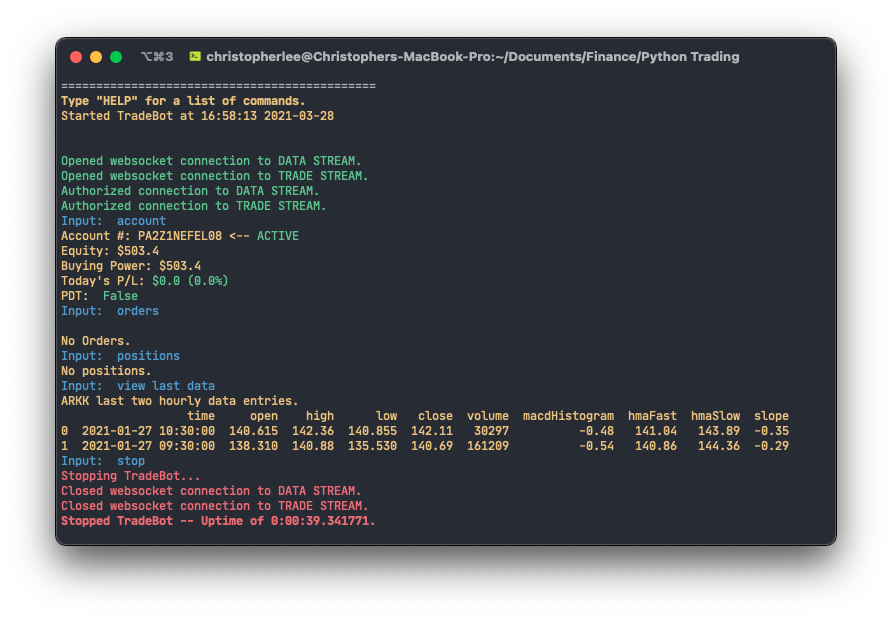 ⌥⌘3 christopherlee@Christophers-MacBook-Pro:~/Documents/Finance/Python Trading
=============================================
Type "HELP" for a list of commands.
Started TradeBot at 16:58:13 2021-03-28
Opened websocket connection to DATA STREAM.
Opened websocket connection to TRADE STREAM.
Authorized connection to DATA STREAM.
Authorized connection to TRADE STREAM.
Input:  account
Account #: PA2Z1NEFEL08 <-- ACTIVE
Equity: $503.4
Buying Power: $503.4
Today's P/L: $0.0 (0.0%)
PDT:  False
Input:  orders
No Orders.
Input:  positions
No positions.
Input:  view last data
ARKK last two hourly data entries.
time open high low close volume macdHistogram hmaFast hmaSlow slope
0 2021-01-27 10:30:00 140.615 142.36 140.855 142.11 30297 -0.48 141.04 143.89 -0.35
1 2021-01-27 09:30:00 138.310 140.88 135.530 140.69 161209 -0.54 140.86 144.36 -0.29
Input:  stop
Stopping TradeBot...
Closed websocket connection to DATA STREAM.
Closed websocket connection to TRADE STREAM.
Stopped TradeBot -- Uptime of 0:00:39.341771.